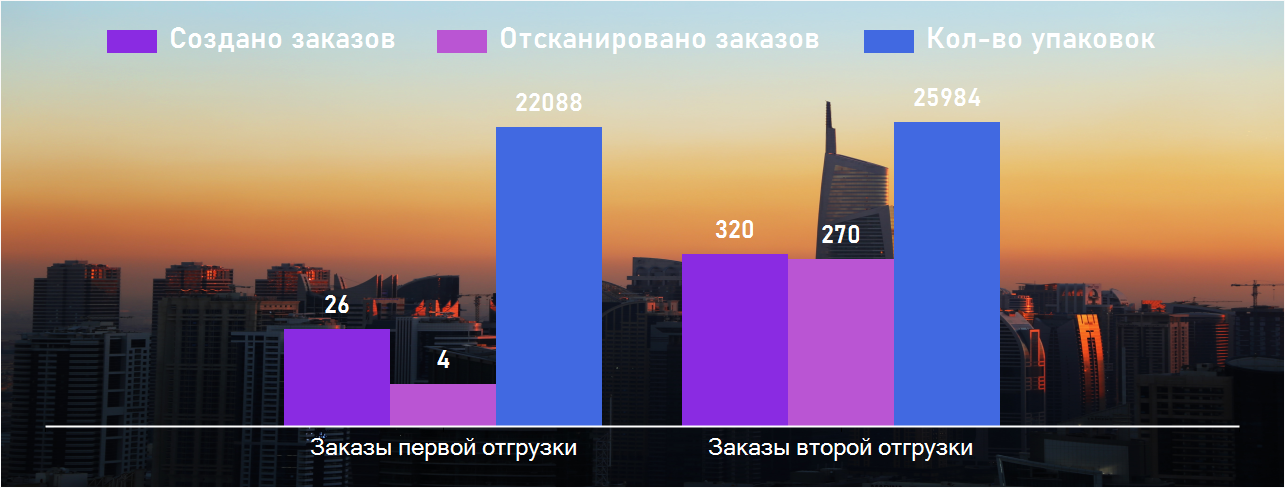 Создано заказов Отсканировано заказов Кол-во упаковок
22088 25984
320 270
26
4
Заказы первой отгрузки Заказы второй отгрузки